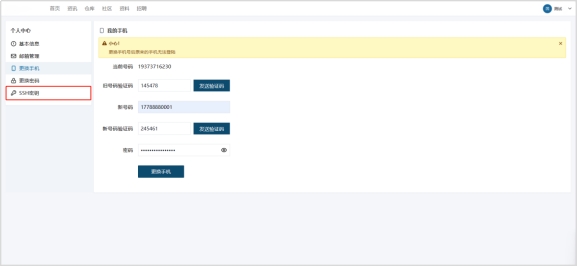 首页 资讯 仓库 社区 资料 招聘
测试
个人中心
基本信息
邮箱管理
更换手机
更换密码
SSH密钥
我的手机
小心！
更换手机号后原来的手机无法登陆
当前号码 19373716230
旧号码验证码 145478 发送验证码
新号码 17788880001
新号码验证码 245461 发送验证码
密码 ••••••••••••••••
更换手机